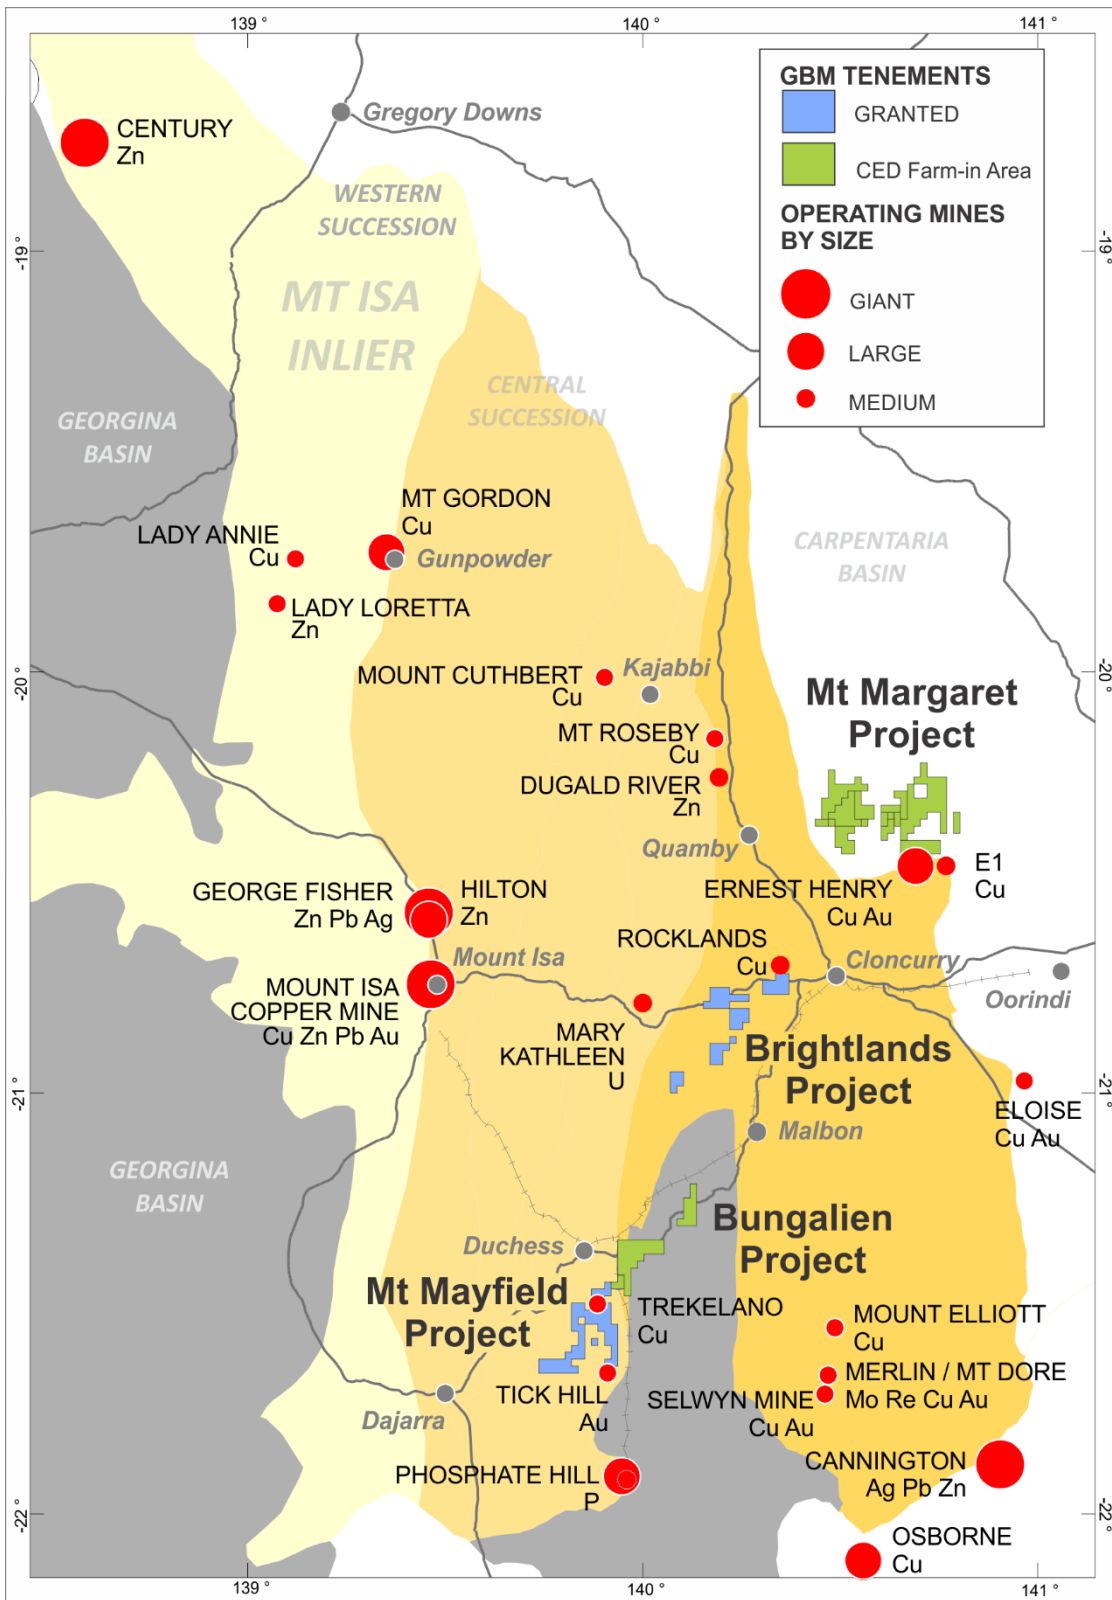 139 °
140 °
141 °
GBM TENEMENTS
GRANTED
CED Farm-in Area
OPERATING MINES
BY SIZE
GIANT
LARGE
MEDIUM
Gregory Downs
CENTURY
Zn
WESTERN
SUCCESSION
-19°
-19°
MT ISA
INLIER
CENTRAL
SUCCESSION
GEORGINA
BASIN
MT GORDON
Cu
LADY ANNIE
Cu
Gunpowder
CARPENTARIA
BASIN
LADY LORETTA
Zn
-20°
-20°
MOUNT CUTHBERT
Cu
Kajabbi
Mt Margaret
Project
MT ROSEBY
Cu
DUGALD RIVER
Zn
Quamby
E1
Cu
ERNEST HENRY
Cu Au
GEORGE FISHER
Zn Pb Ag
HILTON
Zn
ROCKLANDS
Cu
Mount Isa
Cloncurry
Oorindi
MOUNT ISA
COPPER MINE
Cu Zn Pb Au
MARY
KATHLEEN
U
Brightlands
Project
-21°
-21°
ELOISE
Cu Au
Malbon
GEORGINA
BASIN
Bungalien
Project
Duchess
Mt Mayfield
Project
TREKELANO
Cu
MOUNT ELLIOTT
Cu
MERLIN / MT DORE
Mo Re Cu Au
TICK HILL
Au
SELWYN MINE
Cu Au
Dajarra
CANNINGTON
Ag Pb Zn
PHOSPHATE HILL
P
-22°
-22°
OSBORNE
Cu
139 °
140 °
141 °